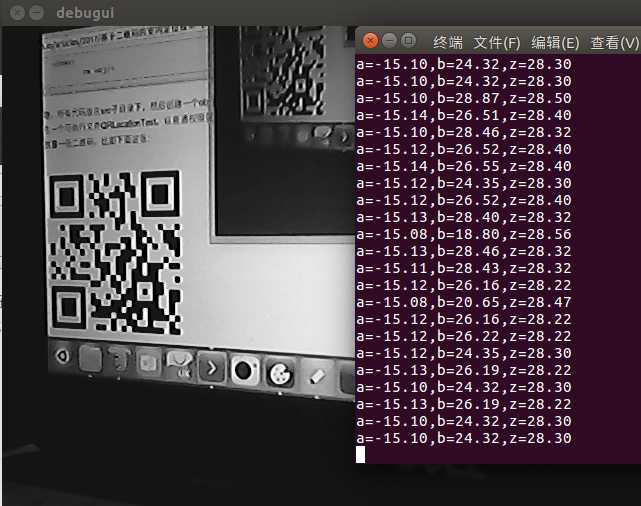 debugui
终端 文件(F) 编辑(E) 查看(V)
a=-15.10,b=24.32,z=28.30
a=-15.10,b=24.32,z=28.30
a=-15.10,b=28.87,z=28.50
a=-15.14,b=26.51,z=28.40
a=-15.10,b=28.46,z=28.32
a=-15.12,b=26.52,z=28.40
a=-15.14,b=26.55,z=28.40
a=-15.12,b=24.35,z=28.30
a=-15.12,b=26.52,z=28.40
a=-15.13,b=28.40,z=28.32
a=-15.08,b=18.80,z=28.56
a=-15.13,b=28.46,z=28.32
a=-15.11,b=28.43,z=28.32
a=-15.12,b=26.16,z=28.22
a=-15.08,b=20.65,z=28.47
a=-15.12,b=26.16,z=28.22
a=-15.12,b=26.22,z=28.22
a=-15.12,b=24.35,z=28.30
a=-15.13,b=26.19,z=28.22
a=-15.10,b=24.32,z=28.30
a=-15.13,b=26.19,z=28.22
a=-15.10,b=24.32,z=28.30
a=-15.10,b=24.32,z=28.30